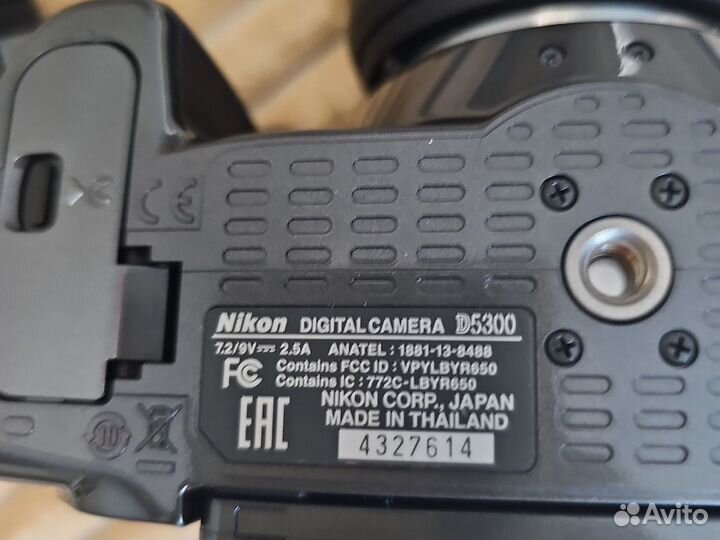 Nikon DIGITAL CAMERA D5300
7.2/9V⎓ 2.5A ANATEL : 1881-13-8488
FC Contains FCC ID : VPYLBYR650
Contains IC : 772C-LBYR650
EAC NIKON CORP., JAPAN
MADE IN THAILAND
4327614
CE
10
Avito